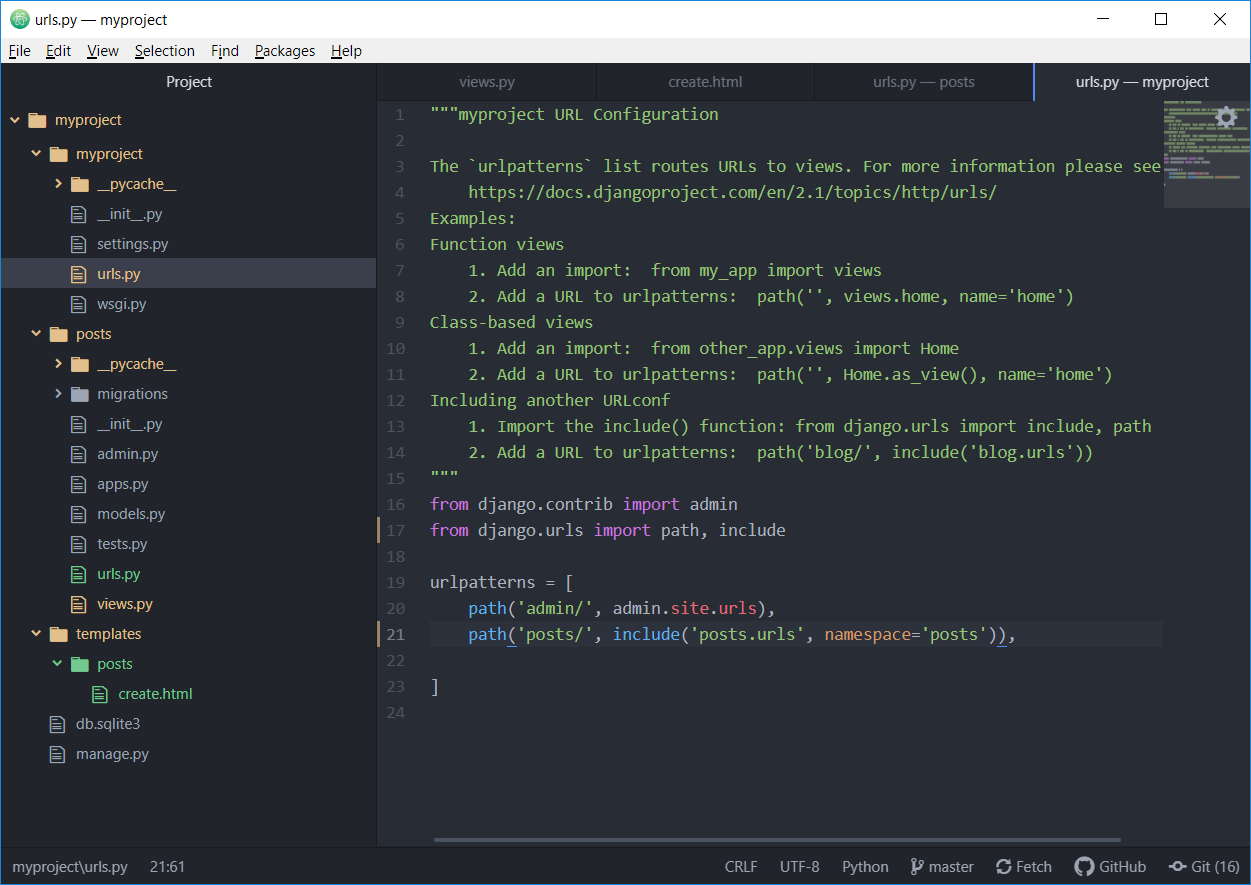 urls.py — myproject
File Edit View Selection Find Packages Help
Project
myproject
myproject
__pycache__
__init__.py
settings.py
urls.py
wsgi.py
posts
__pycache__
migrations
__init__.py
admin.py
apps.py
models.py
tests.py
urls.py
views.py
templates
posts
create.html
db.sqlite3
manage.py
views.py create.html urls.py — posts urls.py — myproject
1 """myproject URL Configuration
2
3 The `urlpatterns` list routes URLs to views. For more information please see
4     https://docs.djangoproject.com/en/2.1/topics/http/urls/
5 Examples:
6 Function views
7     1. Add an import:  from my_app import views
8     2. Add a URL to urlpatterns:  path('', views.home, name='home')
9 Class-based views
10     1. Add an import:  from other_app.views import Home
11     2. Add a URL to urlpatterns:  path('', Home.as_view(), name='home')
12 Including another URLconf
13     1. Import the include() function: from django.urls import include, path
14     2. Add a URL to urlpatterns:  path('blog/', include('blog.urls'))
15 """
16 from django.contrib import admin
17 from django.urls import path, include
18
19 urlpatterns = [
20     path('admin/', admin.site.urls),
21     path('posts/', include('posts.urls', namespace='posts')),
22
23 ]
24
myproject\urls.py 21:61 CRLF UTF-8 Python master Fetch GitHub Git (16)